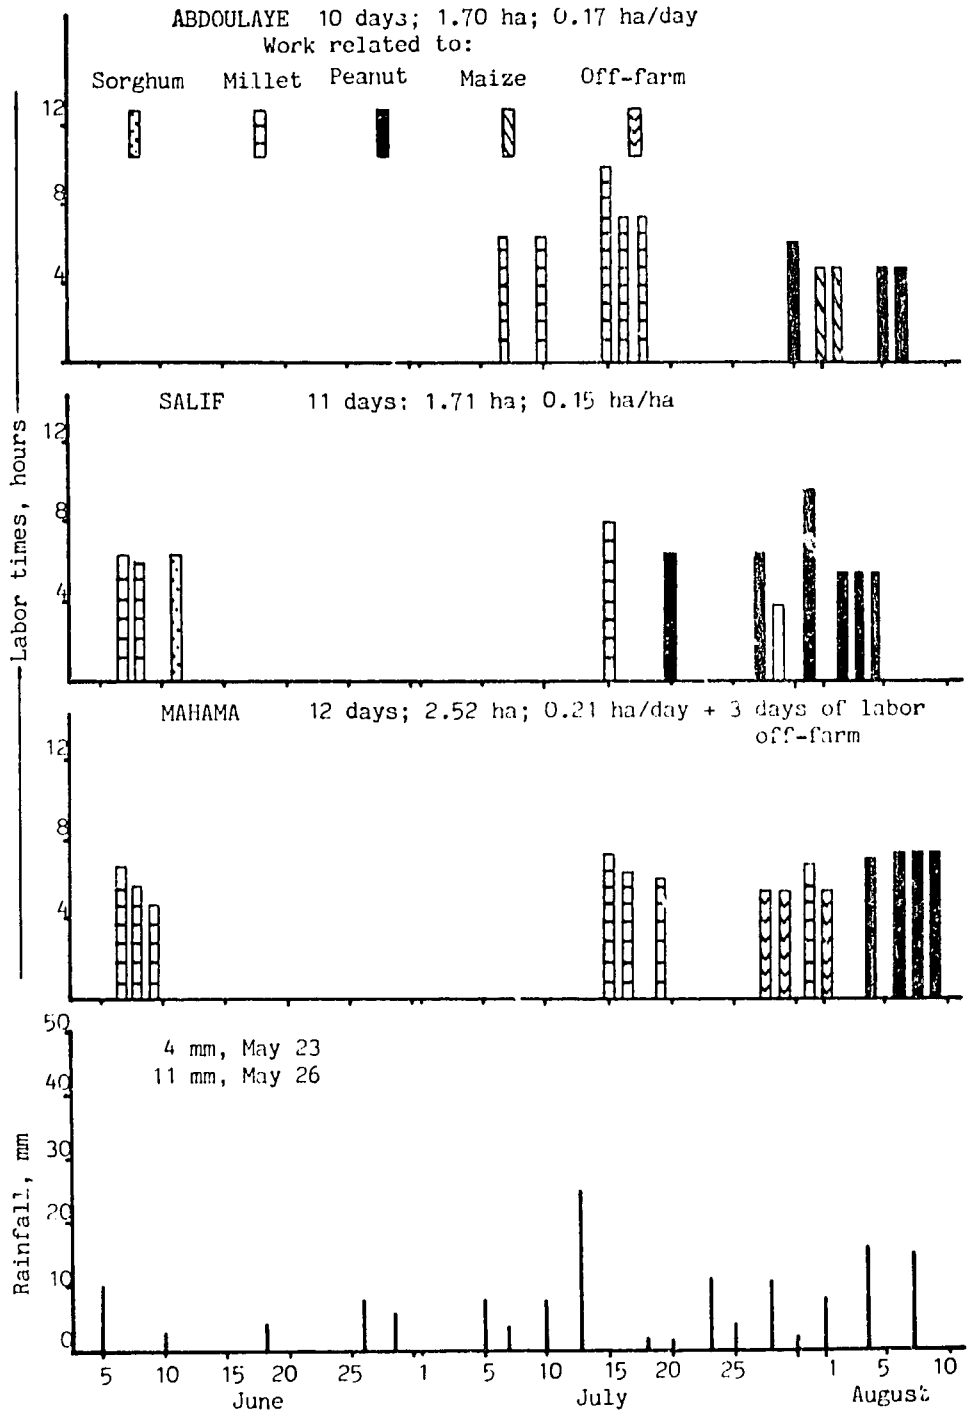 ABDOULAYE 10 days; 1.70 ha; 0.17 ha/day
Work related to:
Sorghum Millet Peanut Maize Off-farm
12
8
4
SALIF 11 days; 1.71 ha; 0.15 ha/ha
12
8
4
Labor times, hours
MAHAMA 12 days; 2.52 ha; 0.21 ha/day + 3 days of labor
off-farm
12
8
4
50
4 mm, May 23
11 mm, May 26
40
30
20
10
0
Rainfall, mm
5 10 15 20 25 1 5 10 15 20 25 1 5 10
June July August